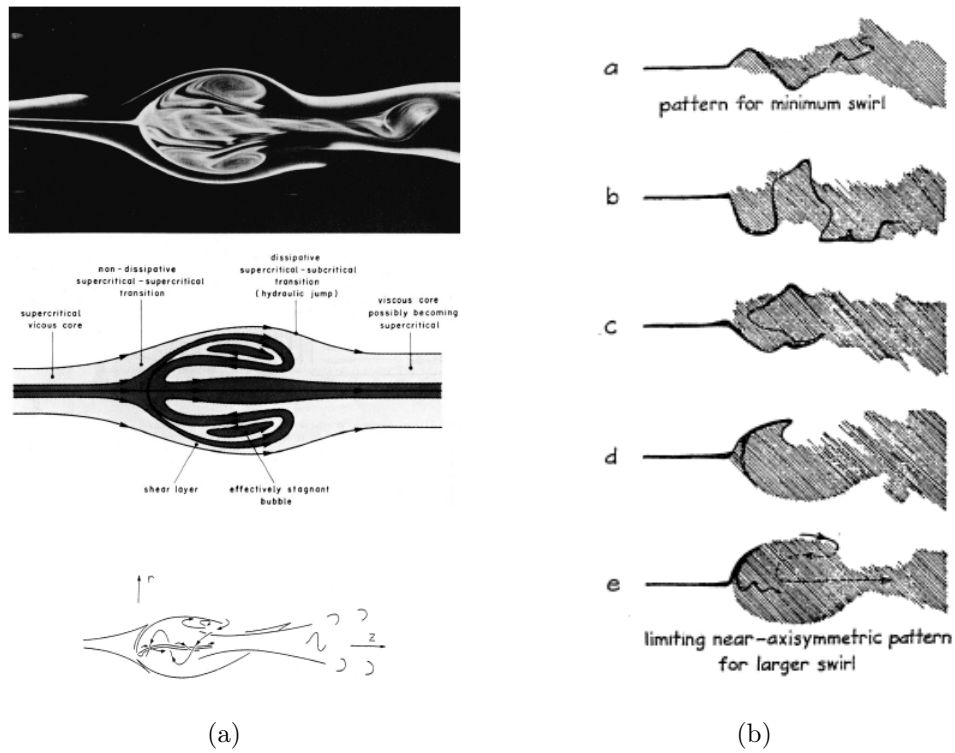 dissipative
supercritical-subcritical
transition
(hydraulic jump)
non-dissipative
supercritical-supercritical
transition
viscous core
possibly becoming
supercritical
supercritical
vicous core
shear layer
effectively stagnant
bubble
r
z
(a)
a
pattern for minimum swirl
b
c
d
e
limiting near-axisymmetric pattern
for larger swirl
(b)